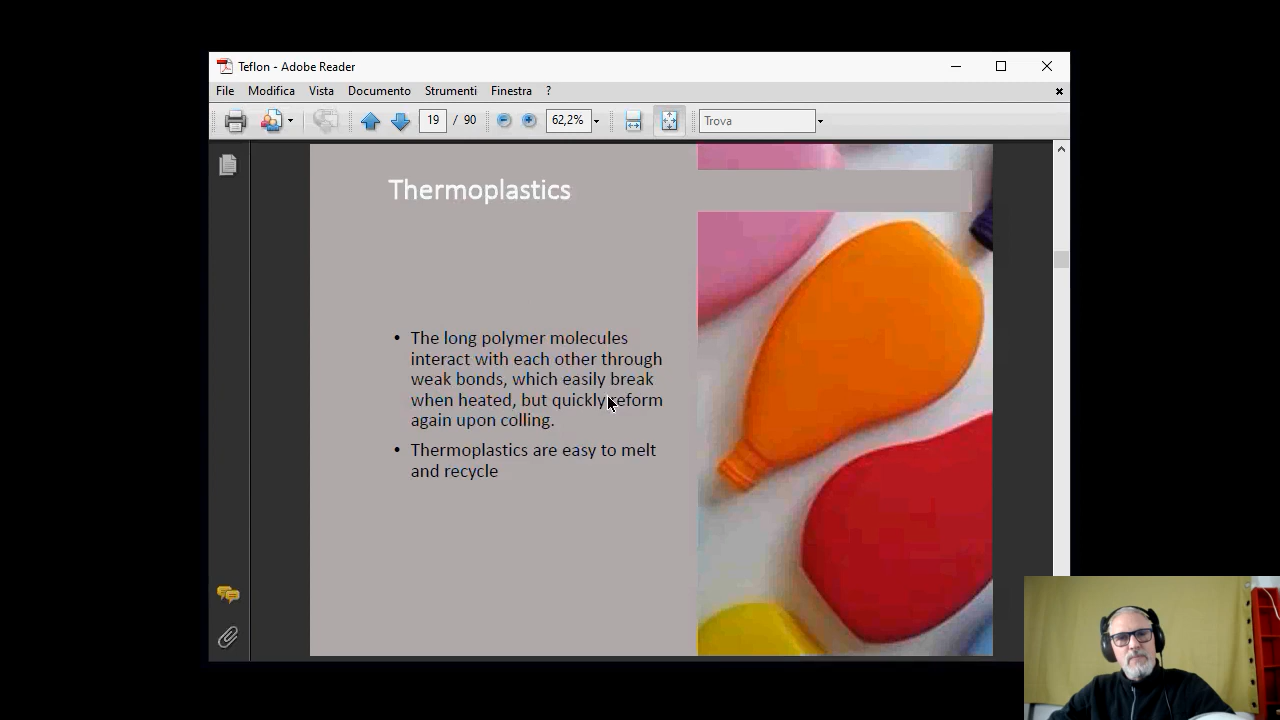 Teflon - Adobe Reader
File Modifica Vista Documento Strumenti Finestra ?
19 / 90 62,2% Trova
Thermoplastics
• The long polymer molecules
interact with each other through
weak bonds, which easily break
when heated, but quickly reform
again upon colling.
• Thermoplastics are easy to melt
and recycle